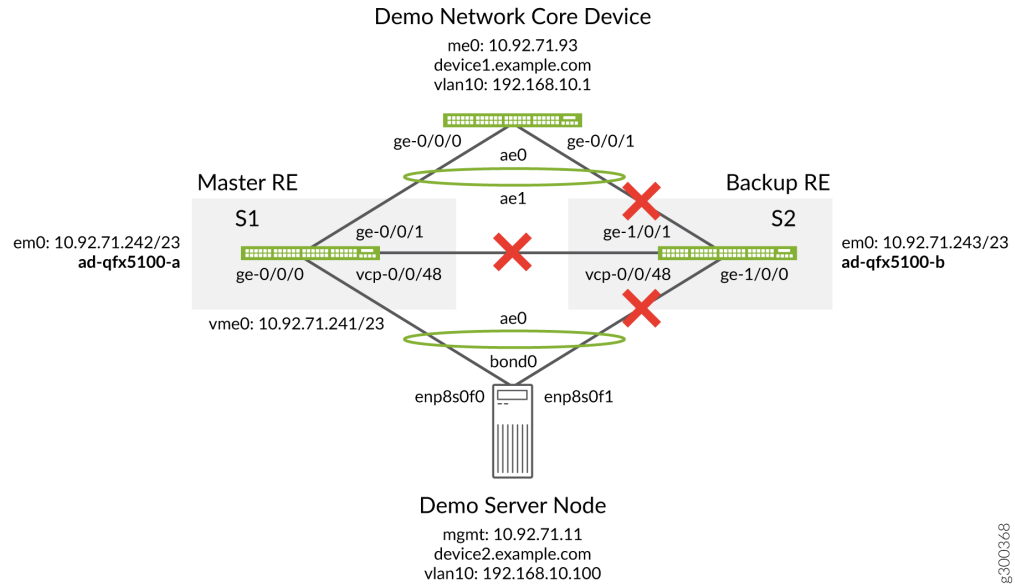 Demo Network Core Device
me0: 10.92.71.93
device1.example.com
vlan10: 192.168.10.1
ge-0/0/0
ge-0/0/1
ae0
Master RE
Backup RE
ae1
S1
S2
ge-0/0/1
ge-1/0/1
em0: 10.92.71.242/23
ad-qfx5100-a
em0: 10.92.71.243/23
ad-qfx5100-b
ge-0/0/0
vcp-0/0/48
vcp-0/0/48
ge-1/0/0
vme0: 10.92.71.241/23
ae0
bond0
enp8s0f0
enp8s0f1
Demo Server Node
mgmt: 10.92.71.11
device2.example.com
vlan10: 192.168.10.100
g300368